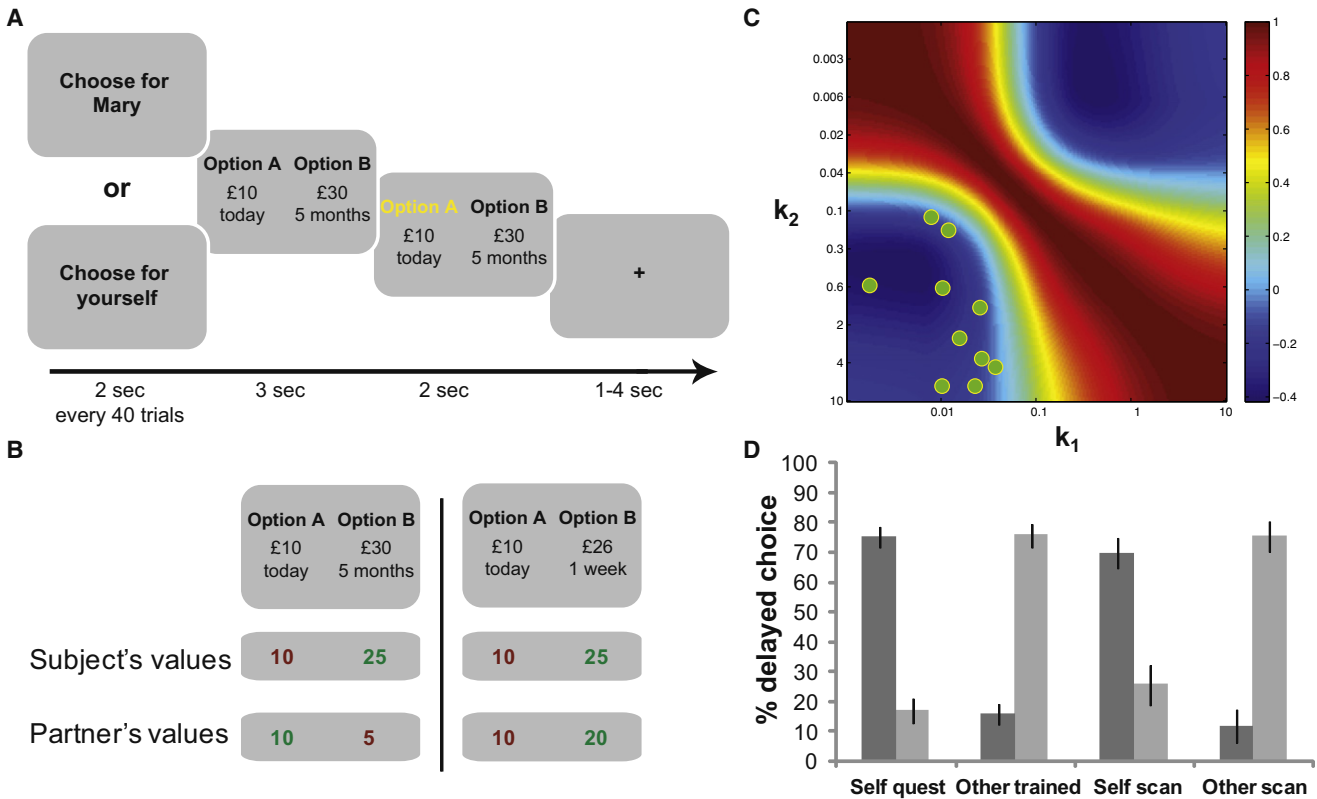 A
Choose for
Mary
or
Choose for
yourself
Option A Option B
£10 £30
today 5 months
Option A Option B
£10 £30
today 5 months
+
2 sec 3 sec 2 sec 1-4 sec
every 40 trials
B
Option A Option B
£10 £30
today 5 months
Option A Option B
£10 £26
today 1 week
Subject's values 10 25 10 25
Partner's values 10 5 10 20
C
k2
0.003
0.006
0.02
0.04
0.1
0.3
0.6
2
4
10
0.01 0.1 1 10
k1
1
0.8
0.6
0.4
0.2
0
−0.2
−0.4
D
% delayed choice
100
90
80
70
60
50
40
30
20
10
0
Self quest Other trained Self scan Other scan